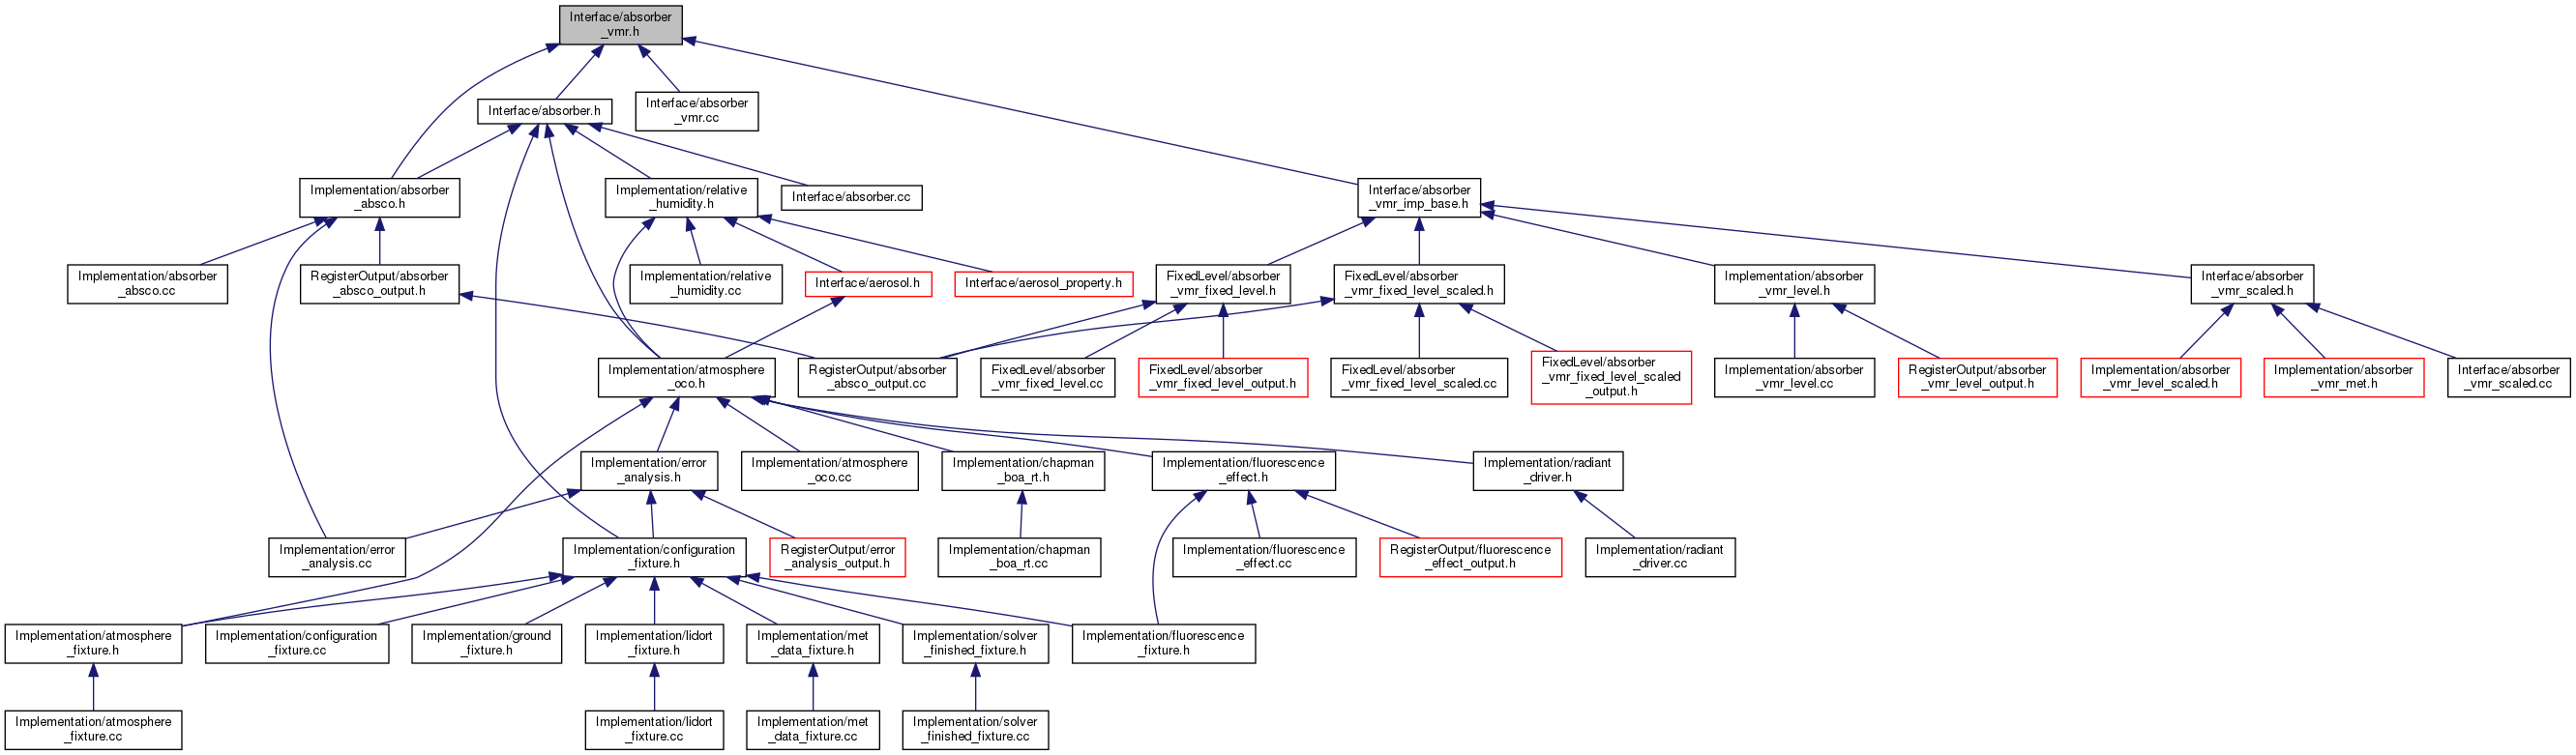 Interface/absorber
_vmr.h
Interface/absorber.h
Interface/absorber
_vmr.cc
Implementation/absorber
_absco.h
Implementation/relative
_humidity.h
Interface/absorber.cc
Interface/absorber
_vmr_imp_base.h
Implementation/absorber
_absco.cc
RegisterOutput/absorber
_absco_output.h
Implementation/relative
_humidity.cc
Interface/aerosol.h
Interface/aerosol_property.h
FixedLevel/absorber
_vmr_fixed_level.h
FixedLevel/absorber
_vmr_fixed_level_scaled.h
Implementation/absorber
_vmr_level.h
Interface/absorber
_vmr_scaled.h
Implementation/atmosphere
_oco.h
RegisterOutput/absorber
_absco_output.cc
FixedLevel/absorber
_vmr_fixed_level.cc
FixedLevel/absorber
_vmr_fixed_level_output.h
FixedLevel/absorber
_vmr_fixed_level_scaled.cc
FixedLevel/absorber
_vmr_fixed_level_scaled
_output.h
Implementation/absorber
_vmr_level.cc
RegisterOutput/absorber
_vmr_level_output.h
Implementation/absorber
_vmr_level_scaled.h
Implementation/absorber
_vmr_met.h
Interface/absorber
_vmr_scaled.cc
Implementation/error
_analysis.h
Implementation/atmosphere
_oco.cc
Implementation/chapman
_boa_rt.h
Implementation/fluorescence
_effect.h
Implementation/radiant
_driver.h
Implementation/error
_analysis.cc
Implementation/configuration
_fixture.h
RegisterOutput/error
_analysis_output.h
Implementation/chapman
_boa_rt.cc
Implementation/fluorescence
_effect.cc
RegisterOutput/fluorescence
_effect_output.h
Implementation/radiant
_driver.cc
Implementation/atmosphere
_fixture.h
Implementation/configuration
_fixture.cc
Implementation/ground
_fixture.h
Implementation/lidort
_fixture.h
Implementation/met
_data_fixture.h
Implementation/solver
_finished_fixture.h
Implementation/fluorescence
_fixture.h
Implementation/atmosphere
_fixture.cc
Implementation/lidort
_fixture.cc
Implementation/met
_data_fixture.cc
Implementation/solver
_finished_fixture.cc